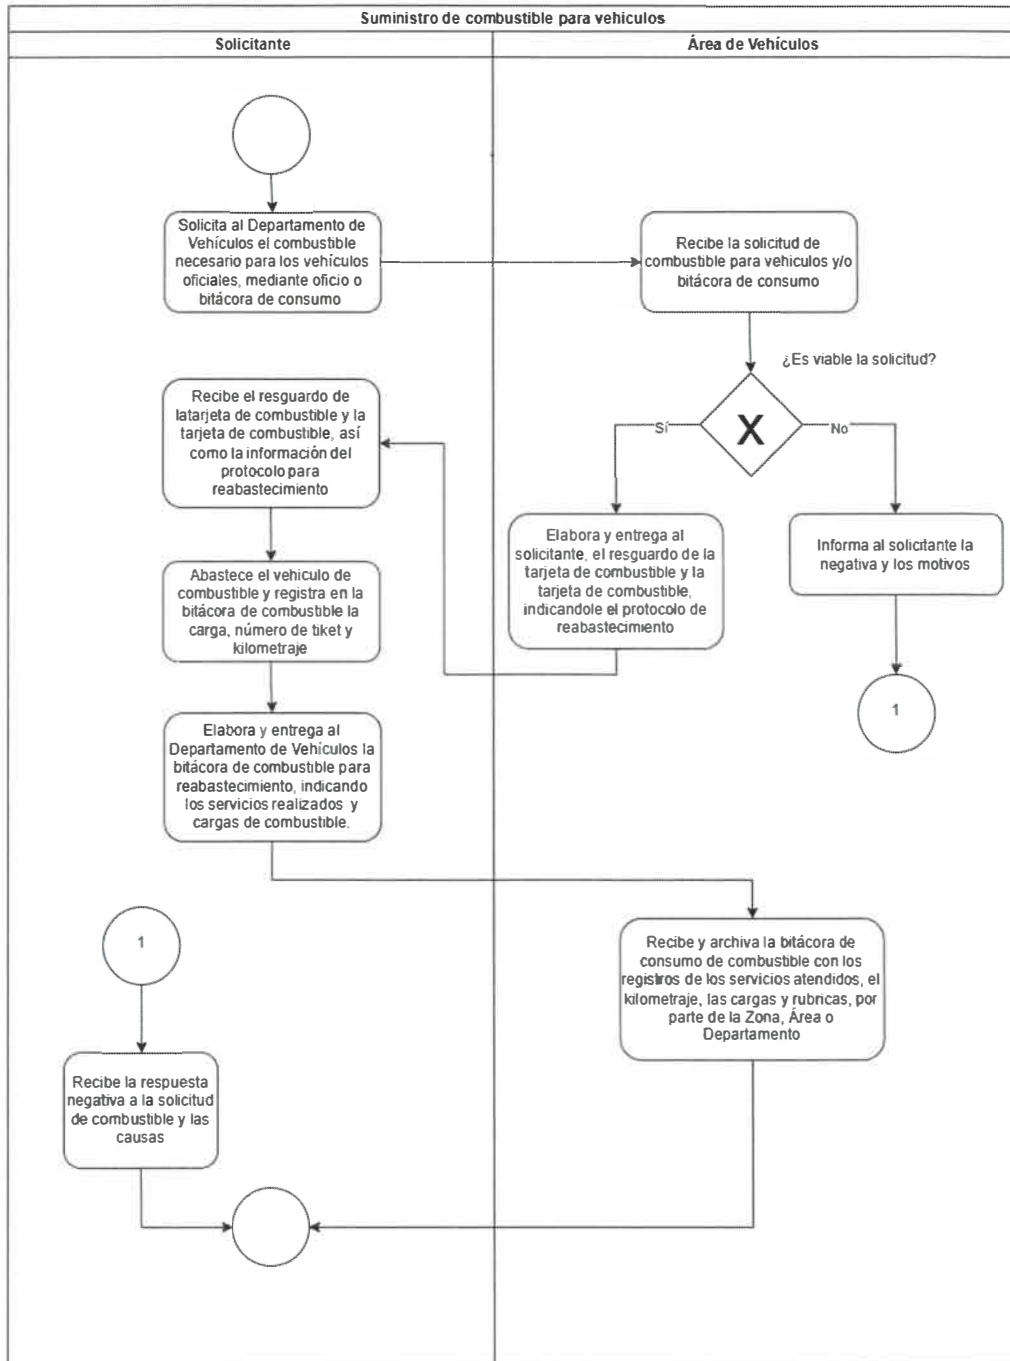 Suministro de combustible para vehiculos
Solicitante
Área de Vehículos
Solicita al Departamento de
Vehículos el combustible
necesario para los vehículos
oficiales, mediante oficio o
bitácora de consumo
Recibe la solicitud de
combustible para vehiculos y/o
bitácora de consumo
¿Es viable la solicitud?
X
Sí
No
Recibe el resguardo de
latarjeta de combustible y la
tarjeta de combustible, así
como la información del
protocolo para
reabastecimiento
Elabora y entrega al
solicitante, el resguardo de la
tarjeta de combustible y la
tarjeta de combustible,
indicandole el protocolo de
reabastecimiento
Informa al solicitante la
negativa y los motivos
Abastece el vehiculo de
combustible y registra en la
bitácora de combustible la
carga, número de tiket y
kilometraje
1
Elabora y entrega al
Departamento de Vehículos la
bitácora de combustible para
reabastecimiento, indicando
los servicios realizados y
cargas de combustible.
1
Recibe y archiva la bitácora de
consumo de combustible con los
registros de los servicios atendidos, el
kilometraje, las cargas y rubricas, por
parte de la Zona, Área o
Departamento
Recibe la respuesta
negativa a la solicitud
de combustible y las
causas